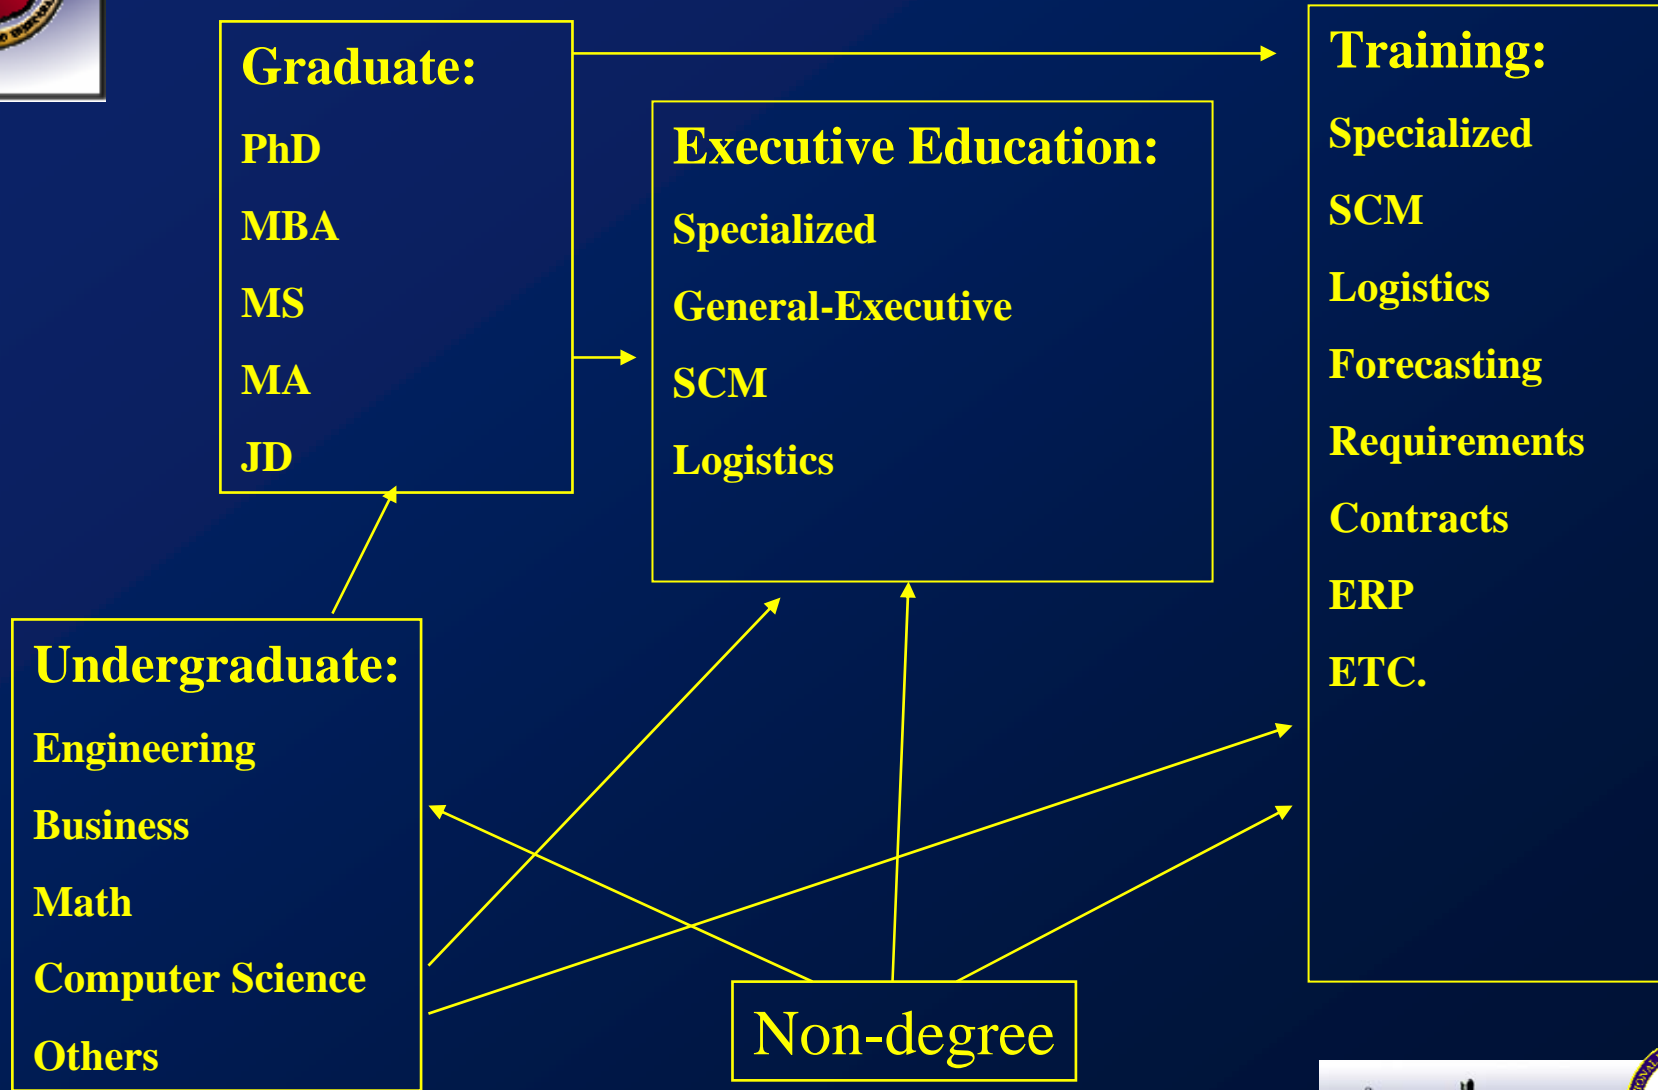 Graduate:
PhD
MBA
MS
MA
JD
Executive Education:
Specialized
General-Executive
SCM
Logistics
Training:
Specialized
SCM
Logistics
Forecasting
Requirements
Contracts
ERP
ETC.
Undergraduate:
Engineering
Business
Math
Computer Science
Others
Non-degree